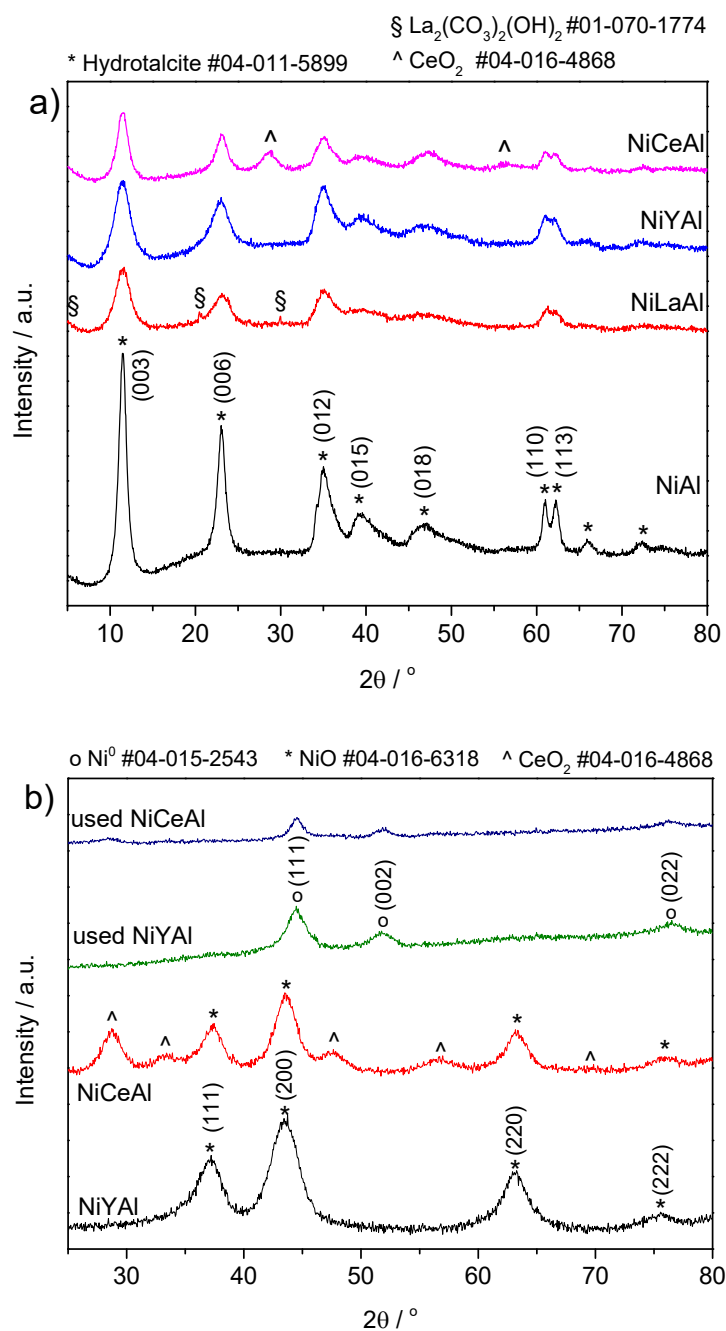 § La₂(CO₃)₂(OH)₂ #01-070-1774
* Hydrotalcite #04-011-5899 ^ CeO₂ #04-016-4868
a)
^ ^
NiCeAl
NiYAl
§ § §
NiLaAl
* (003)
* (006)
* (012)
* (015)
* (018)
* (110)
* (113)
* *
NiAl
Intensity / a.u.
10 20 30 40 50 60 70 80
2θ / °
o Ni⁰ #04-015-2543 * NiO #04-016-6318 ^ CeO₂ #04-016-4868
b)
used NiCeAl
o (111)
o (002)
o (022)
used NiYAl
^ ^ * * ^ ^ * ^ *
NiCeAl
* (111)
* (200)
* (220)
* (222)
NiYAl
Intensity / a.u.
30 40 50 60 70 80
2θ / °